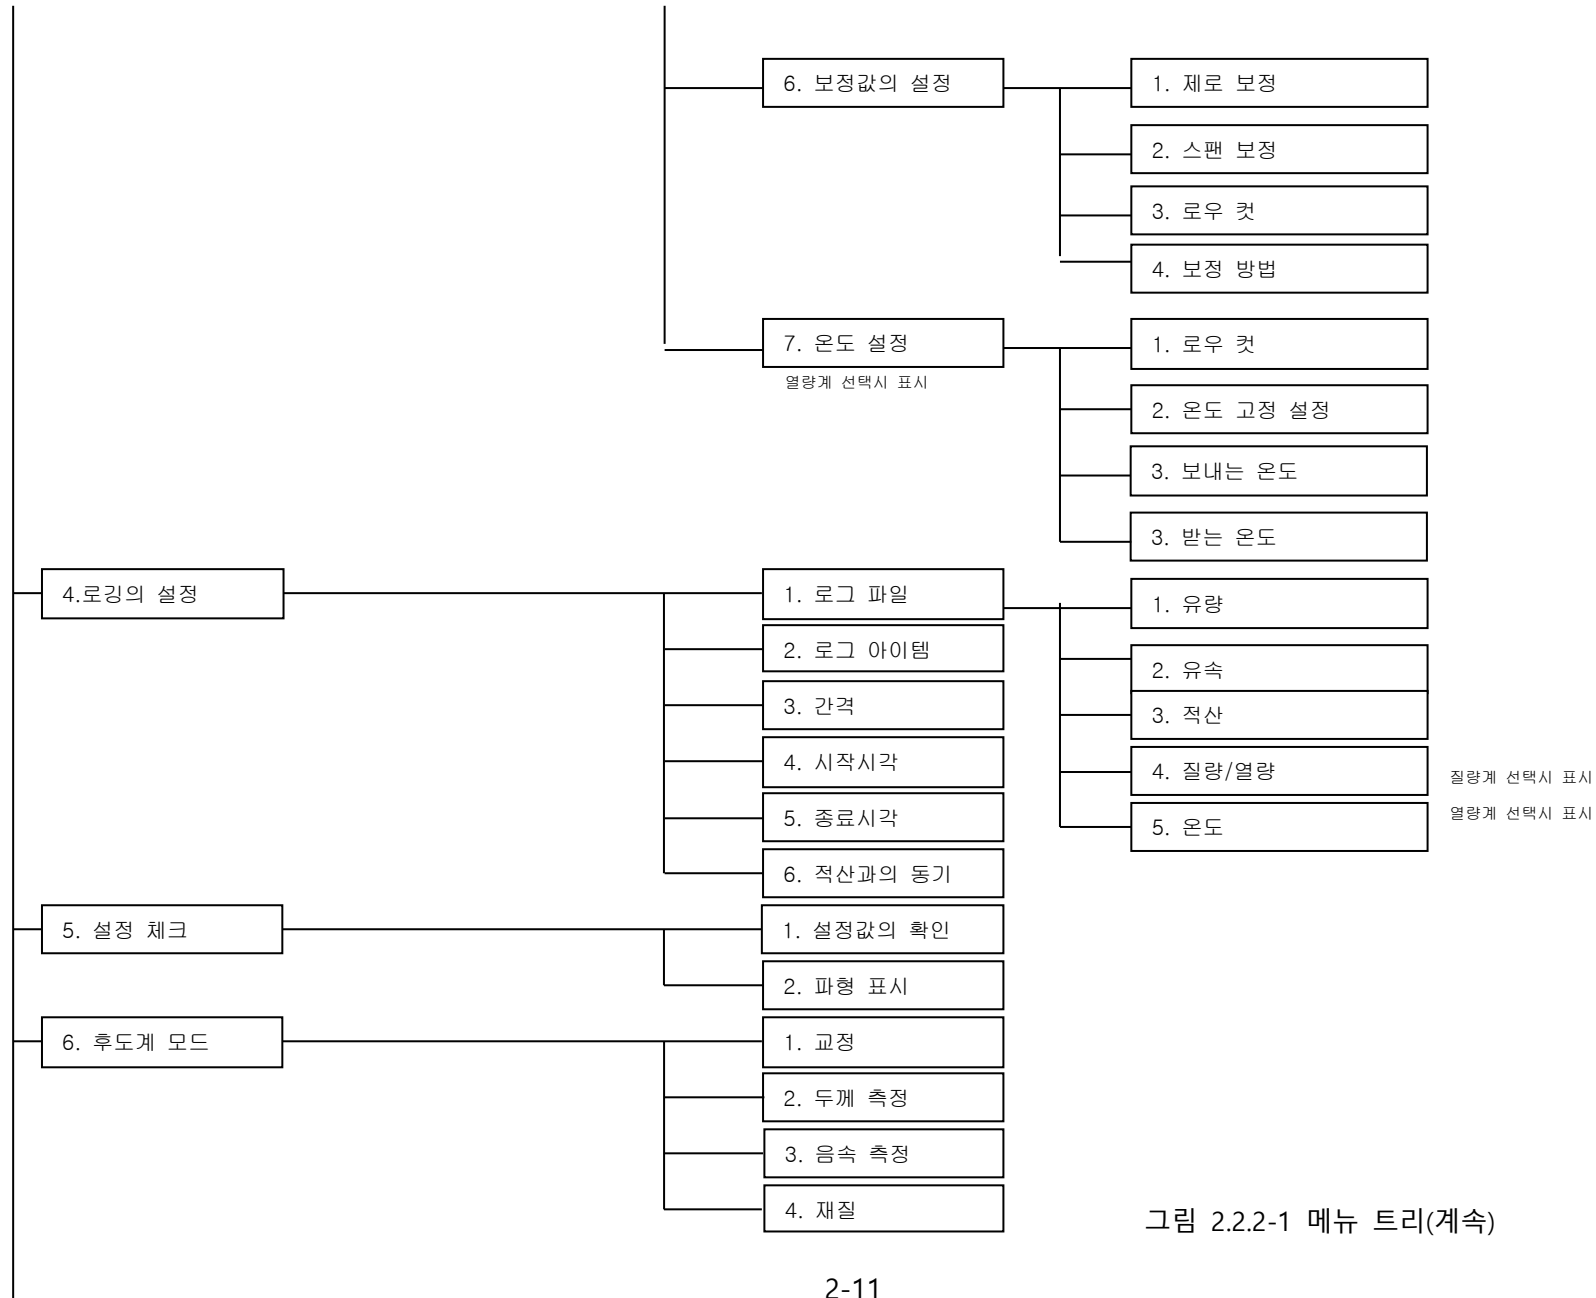 6. 보정값의 설정
1. 제로 보정
2. 스팬 보정
3. 로우 컷
4. 보정 방법
7. 온도 설정
열량계 선택시 표시
1. 로우 컷
2. 온도 고정 설정
3. 보내는 온도
3. 받는 온도
4.로깅의 설정
1. 로그 파일
2. 로그 아이템
3. 간격
4. 시작시각
5. 종료시각
6. 적산과의 동기
1. 유량
2. 유속
3. 적산
4. 질량/열량
질량계 선택시 표시
열량계 선택시 표시
5. 온도
5. 설정 체크
1. 설정값의 확인
2. 파형 표시
6. 후도계 모드
1. 교정
2. 두께 측정
3. 음속 측정
4. 재질
그림 2.2.2-1 메뉴 트리(계속)
2-11